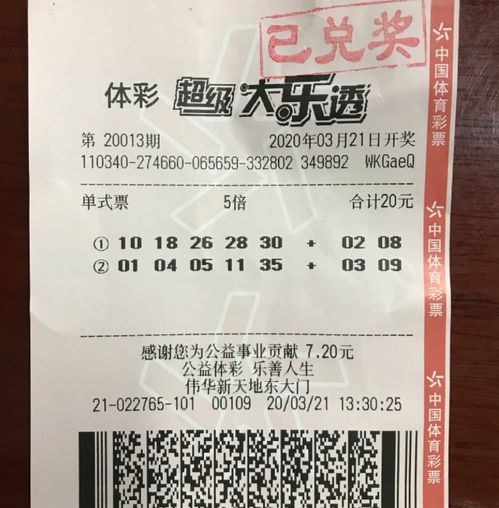 已兑奖
体彩 超级大乐透
第 20013期 2020年03月21日开奖
110340-274660-065659-332802 349892 WKGaeQ
单式票 5倍 合计20元
① 10 18 26 28 30 + 02 08
② 01 04 05 11 35 + 03 09
感谢您为公益事业贡献 7.20元
公益体彩 乐善人生
伟华新天地东大门
21-022765-101 00109 20/03/21 13:30:25
中国体育彩票
中国体育彩票
中国体育彩票